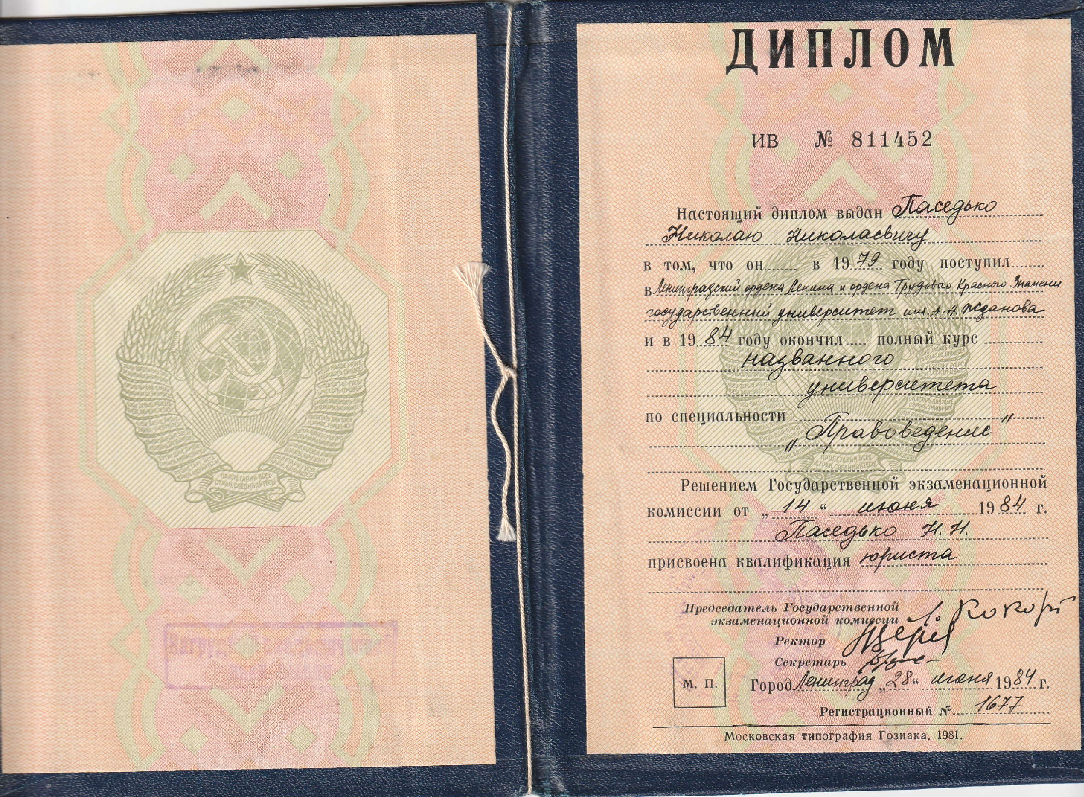 ДИПЛОМ
ИВ № 811452
Настоящий диплом выдан Паседько
Николаю Николаевичу
в том, что он в 1979 году поступил
в Ленинградский ордена Ленина и ордена Трудового Красного Знамени
государственный университет им. А.А. Жданова
и в 1984 году окончил полный курс
названного
университета
по специальности
„Правоведение"
Решением Государственной экзаменационной
комиссии от „14" июня 1984 г.
Паседько Н.Н.
присвоена квалификация юриста
Председатель Государственной
экзаменационной комиссии
Ректор
Секретарь
М. П.
Город Ленинград „28" июня 1984 г.
Регистрационный № 1677
Московская типография Гознака, 1981.